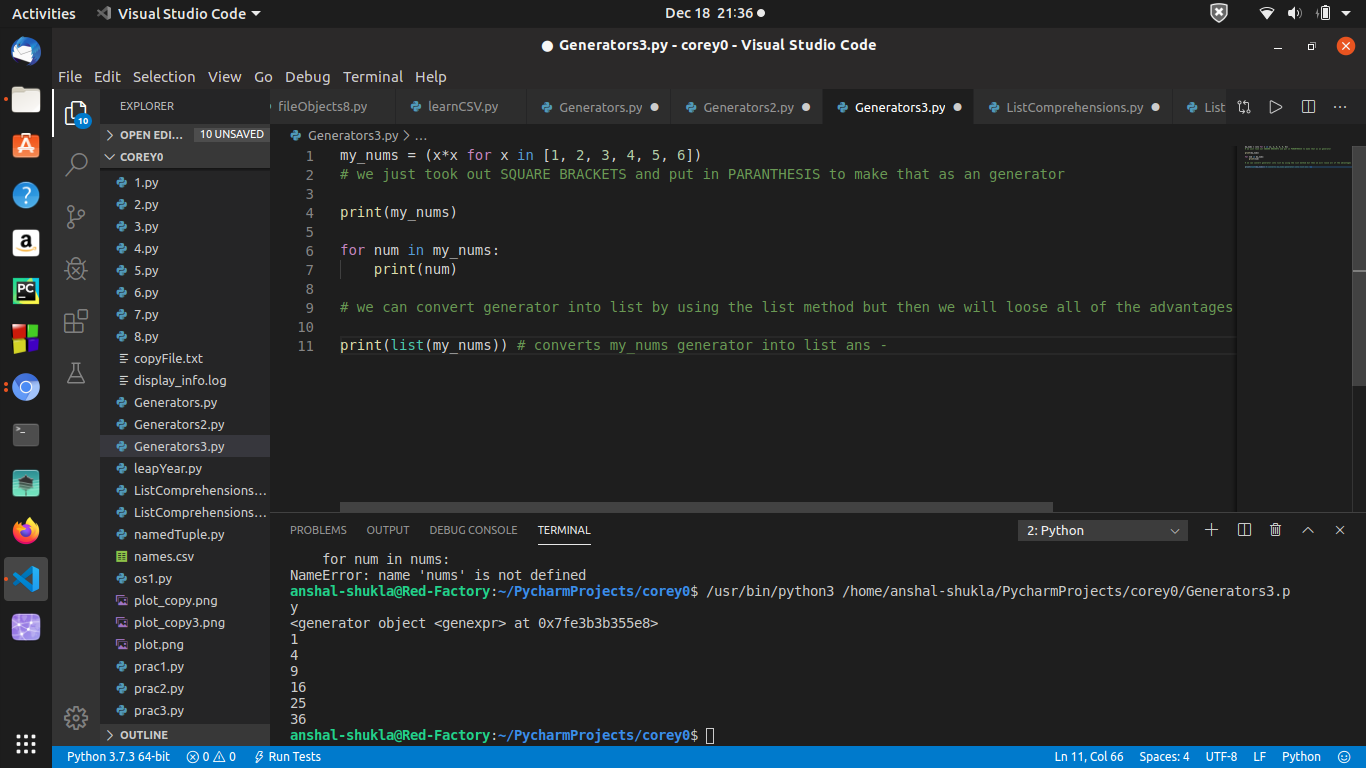 Activities
Visual Studio Code
Dec 18 21:36
● Generators3.py - corey0 - Visual Studio Code
File Edit Selection View Go Debug Terminal Help
EXPLORER
fileObjects8.py
learnCSV.py
Generators.py
Generators2.py
Generators3.py
ListComprehensions.py
List
10
OPEN EDI... 10 UNSAVED
COREY0
1.py
2.py
3.py
4.py
5.py
6.py
7.py
8.py
copyFile.txt
display_info.log
Generators.py
Generators2.py
Generators3.py
leapYear.py
ListComprehensions...
ListComprehensions...
namedTuple.py
names.csv
os1.py
plot_copy.png
plot_copy3.png
plot.png
prac1.py
prac2.py
prac3.py
OUTLINE
Generators3.py > ...
1 my_nums = (x*x for x in [1, 2, 3, 4, 5, 6])
2 # we just took out SQUARE BRACKETS and put in PARANTHESIS to make that as an generator
3
4 print(my_nums)
5
6 for num in my_nums:
7     print(num)
8
9 # we can convert generator into list by using the list method but then we will loose all of the advantages
10
11 print(list(my_nums)) # converts my_nums generator into list ans -
PROBLEMS OUTPUT DEBUG CONSOLE TERMINAL
2: Python
    for num in nums:
NameError: name 'nums' is not defined
anshal-shukla@Red-Factory:~/PycharmProjects/corey0$ /usr/bin/python3 /home/anshal-shukla/PycharmProjects/corey0/Generators3.p
y
<generator object <genexpr> at 0x7fe3b3b355e8>
1
4
9
16
25
36
anshal-shukla@Red-Factory:~/PycharmProjects/corey0$
Python 3.7.3 64-bit
0
0
Run Tests
Ln 11, Col 66
Spaces: 4
UTF-8
LF
Python